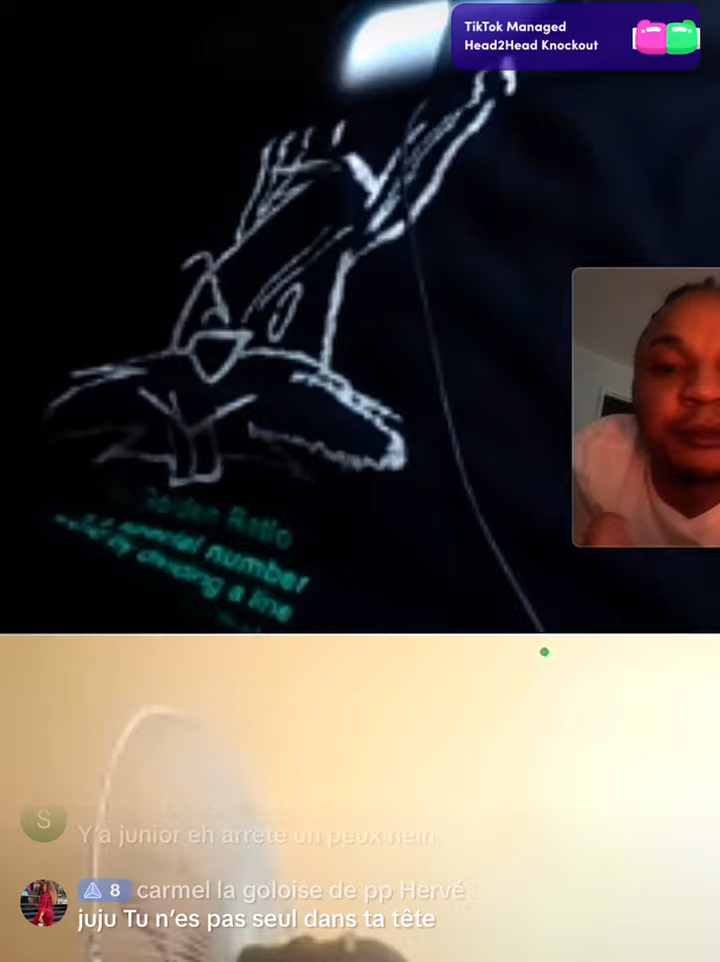 TikTok Managed
Head2Head Knockout
Golden Ratio
special number
by dividing a line
S
Y'a junior eh arrête un peux hein
8 carmel la goloise de pp Hervé
juju Tu n'es pas seul dans ta tête